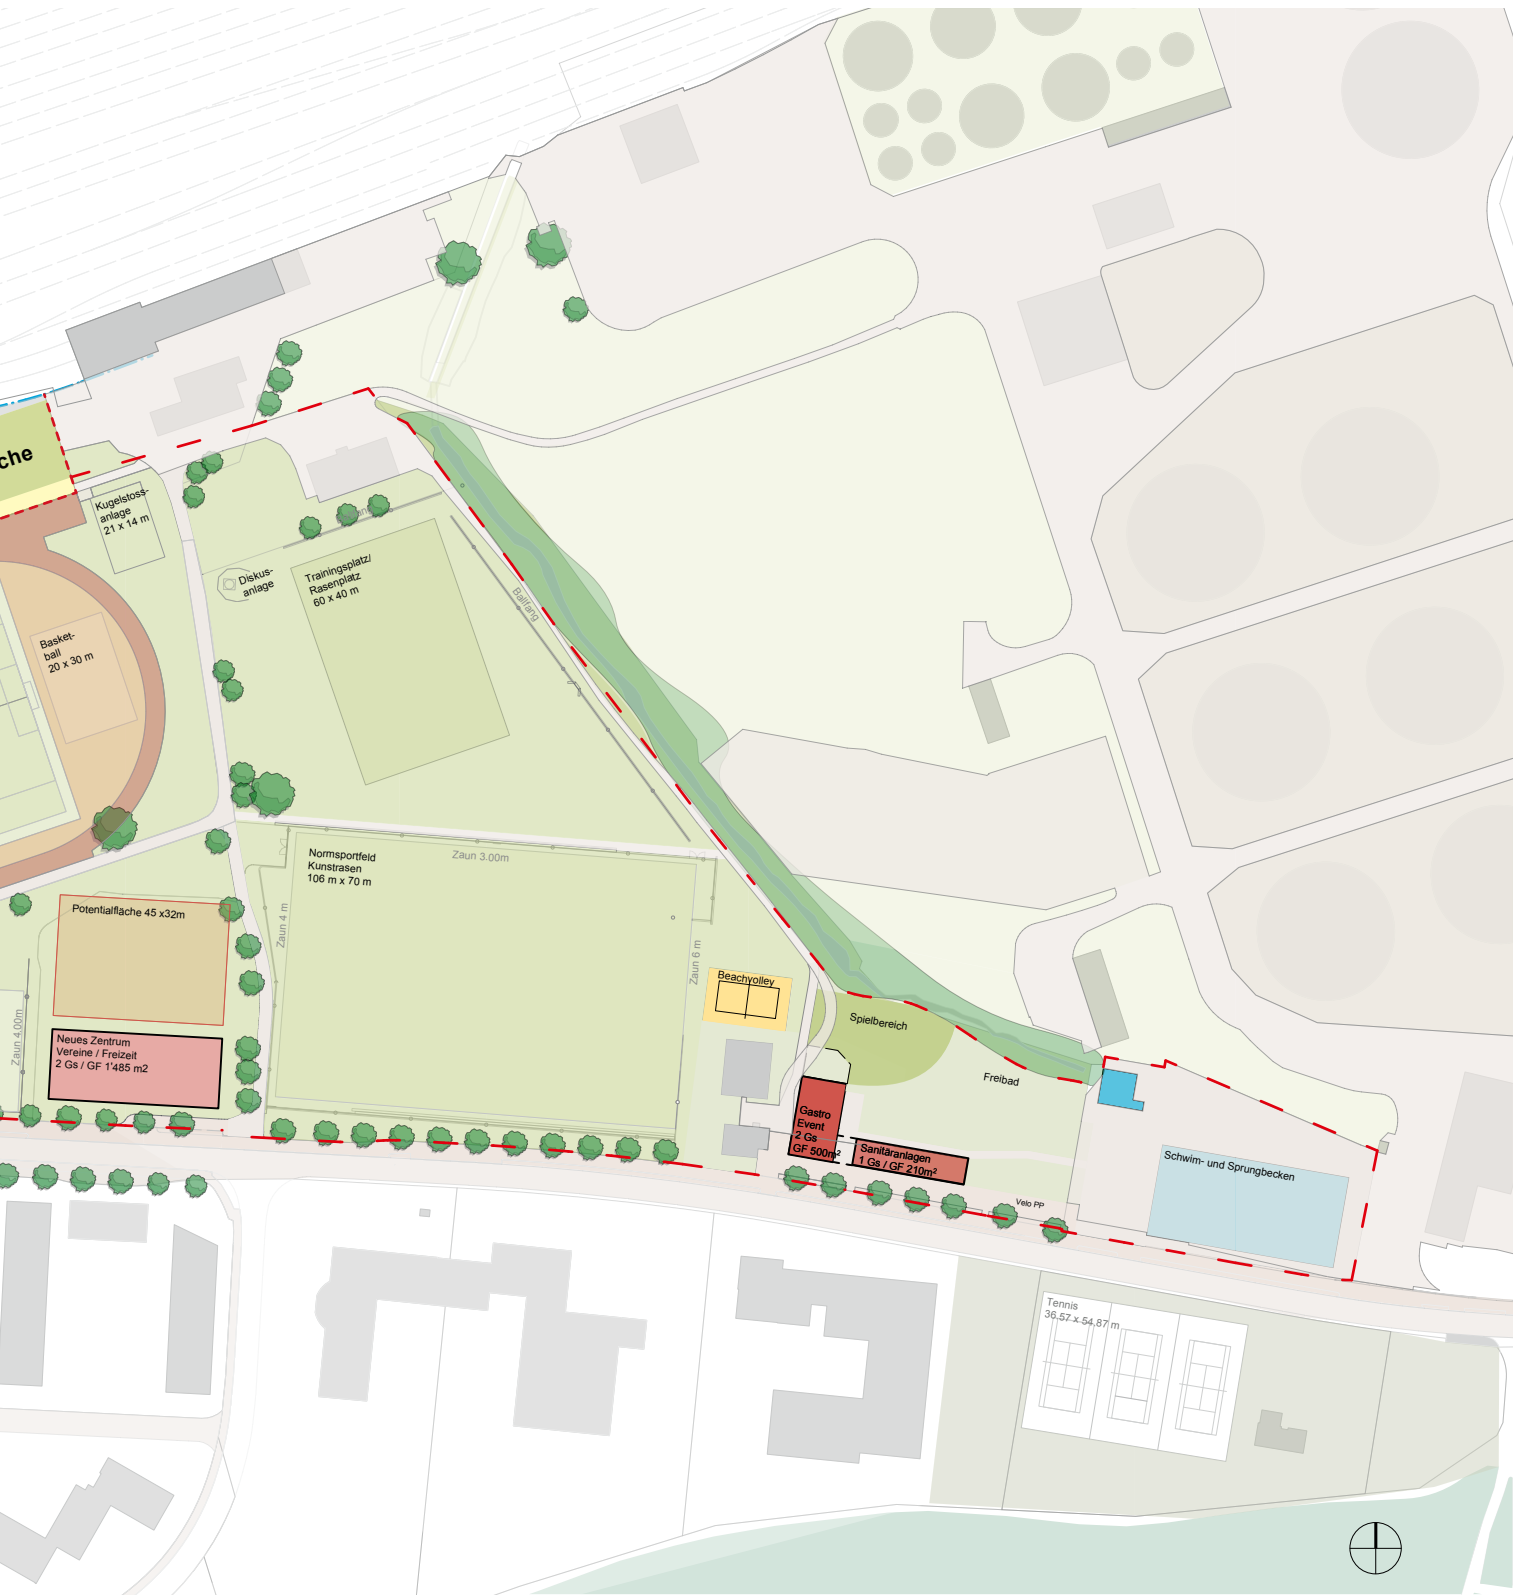 che
Kugelstoss-
anlage
21 x 14 m
Diskus-
anlage
Trainingsplatz/
Rasenplatz
60 x 40 m
Ballfang
Basket-
ball
20 x 30 m
Normsportfeld
Kunstrasen
106 m x 70 m
Zaun 3.00m
Zaun 4 m
Zaun 6 m
Potentialfläche 45 x32m
Zaun 4.00m
Neues Zentrum
Vereine / Freizeit
2 Gs / GF 1'485 m2
Beachvolley
Spielbereich
Freibad
Gastro
Event
2 Gs
GF 500m²
Sanitäranlagen
1 Gs / GF 210m²
Velo PP
Schwim- und Sprungbecken
Tennis
36,57 x 54,87 m